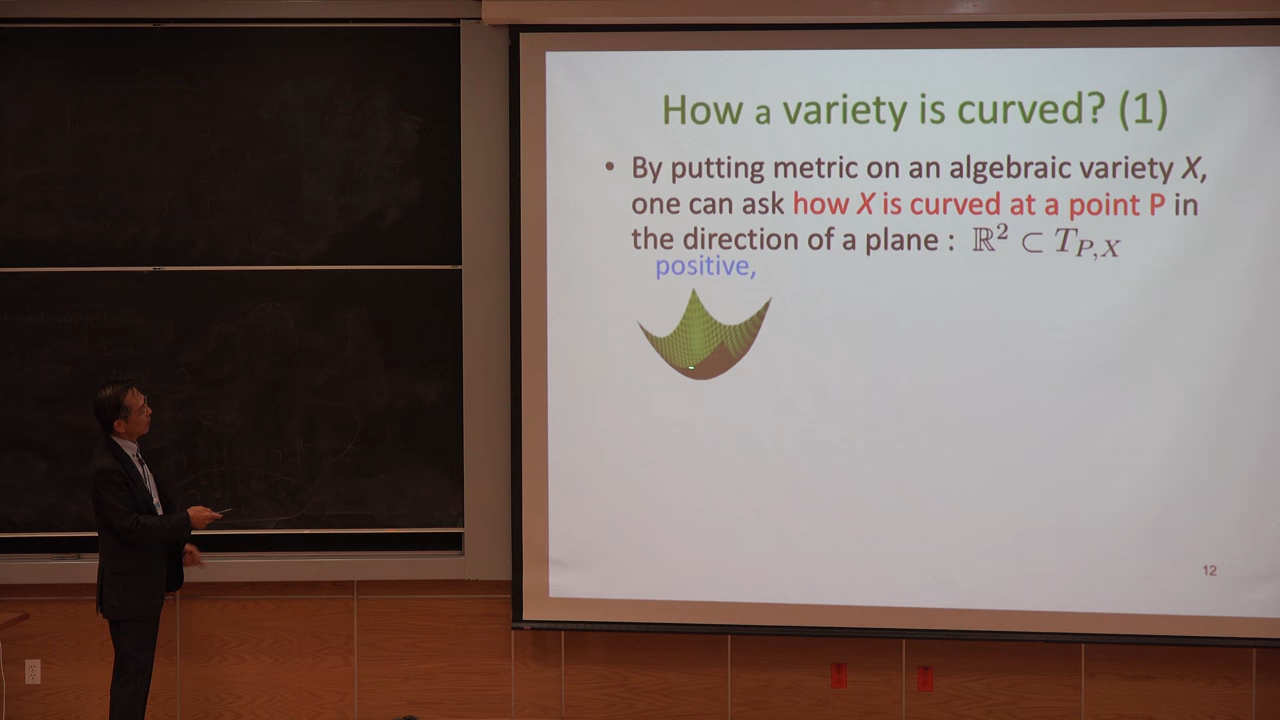 How a variety is curved? (1)
• By putting metric on an algebraic variety X,
one can ask how X is curved at a point P in
the direction of a plane : ℝ² ⊂ T_{P,X}
positive,
12